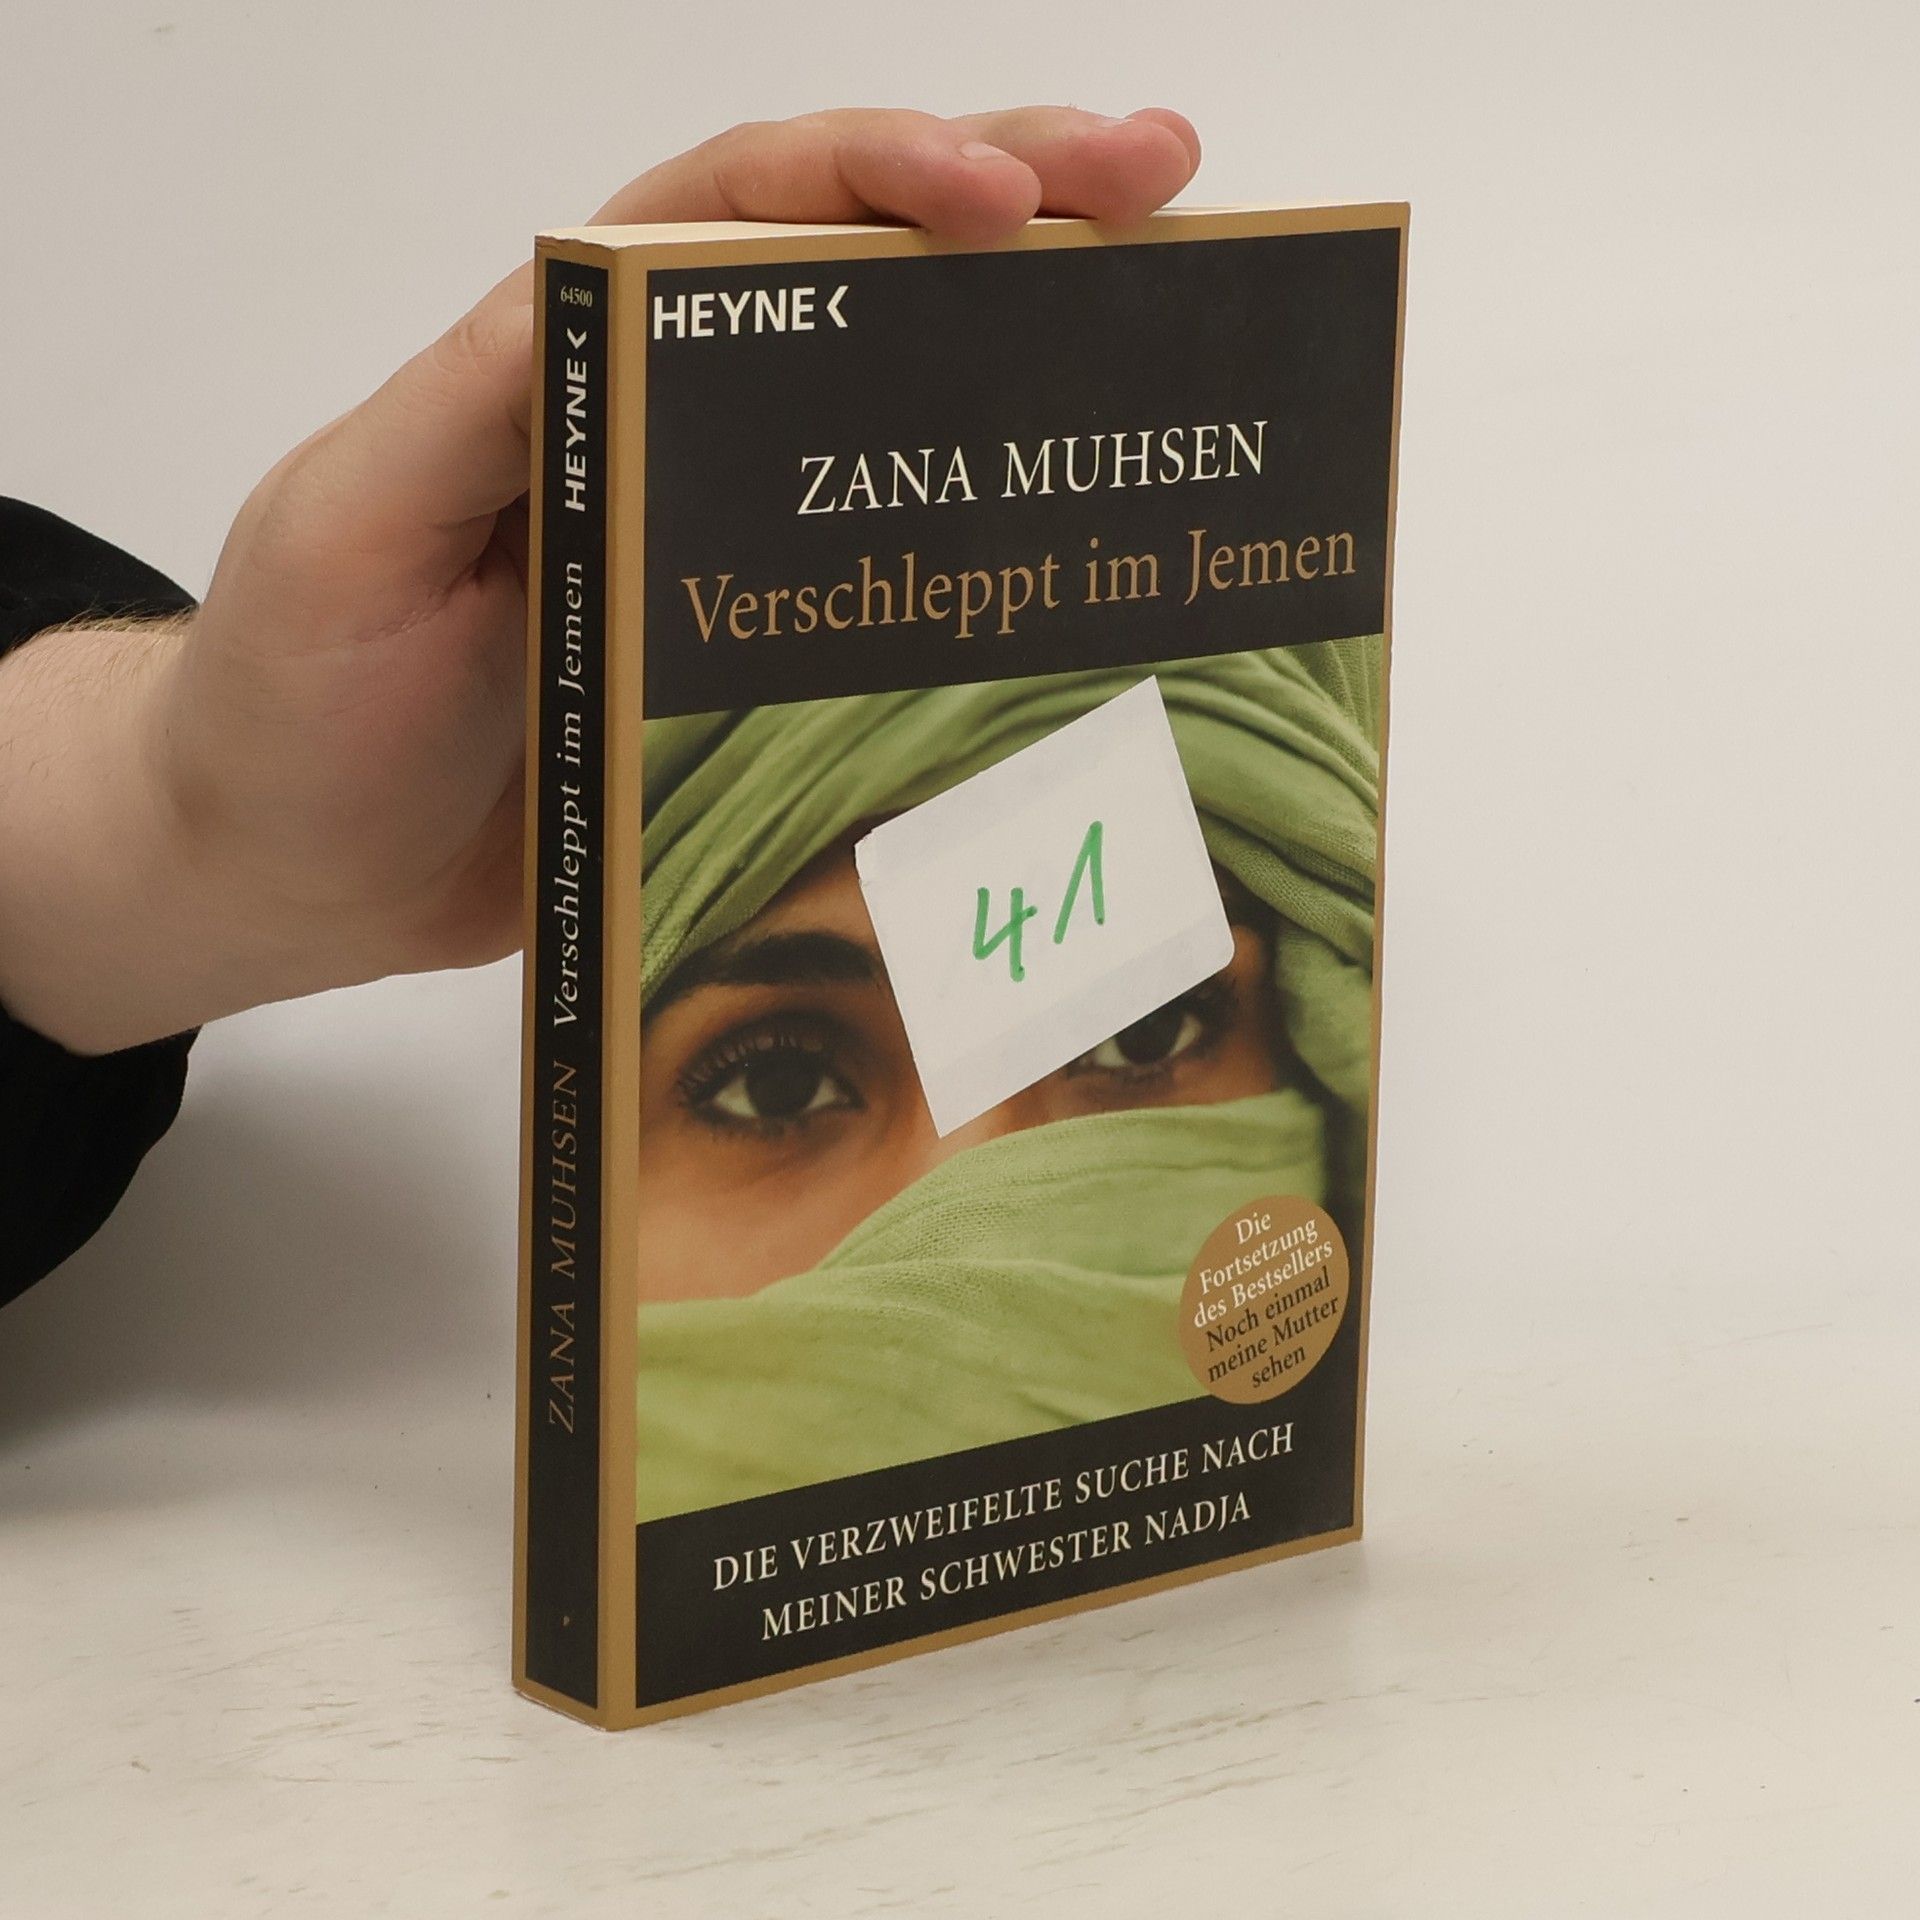 64500
HEYNE <
ZANA MUHSEN Verschleppt im Jemen HEYNE <
ZANA MUHSEN
Verschleppt im Jemen
41
Die
Fortsetzung
des Bestsellers
Noch einmal
meine Mutter
sehen
DIE VERZWEIFELTE SUCHE NACH
MEINER SCHWESTER NADJA